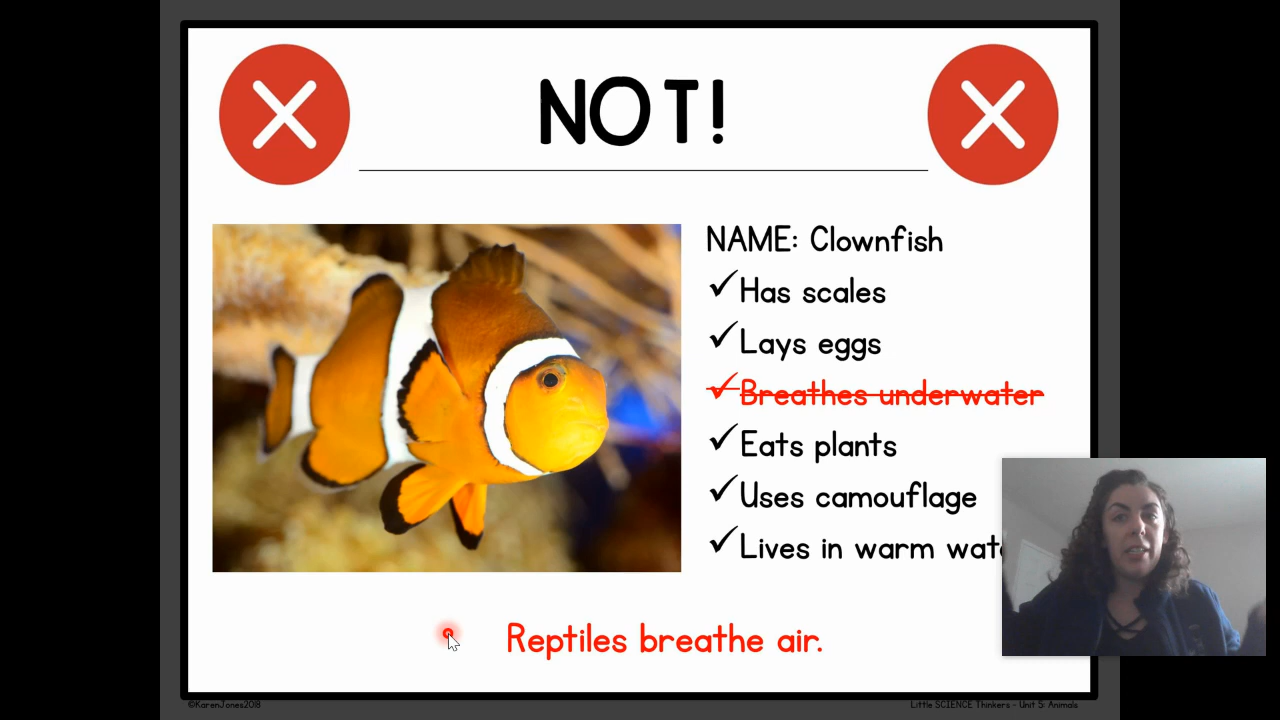 NOT!
NAME: Clownfish
✓Has scales
✓Lays eggs
✓Breathes underwater
✓Eats plants
✓Uses camouflage
✓Lives in warm
Reptiles breathe air.
©KarenJones2018
Little SCIENCE Thinkers - Unit 5: Animals